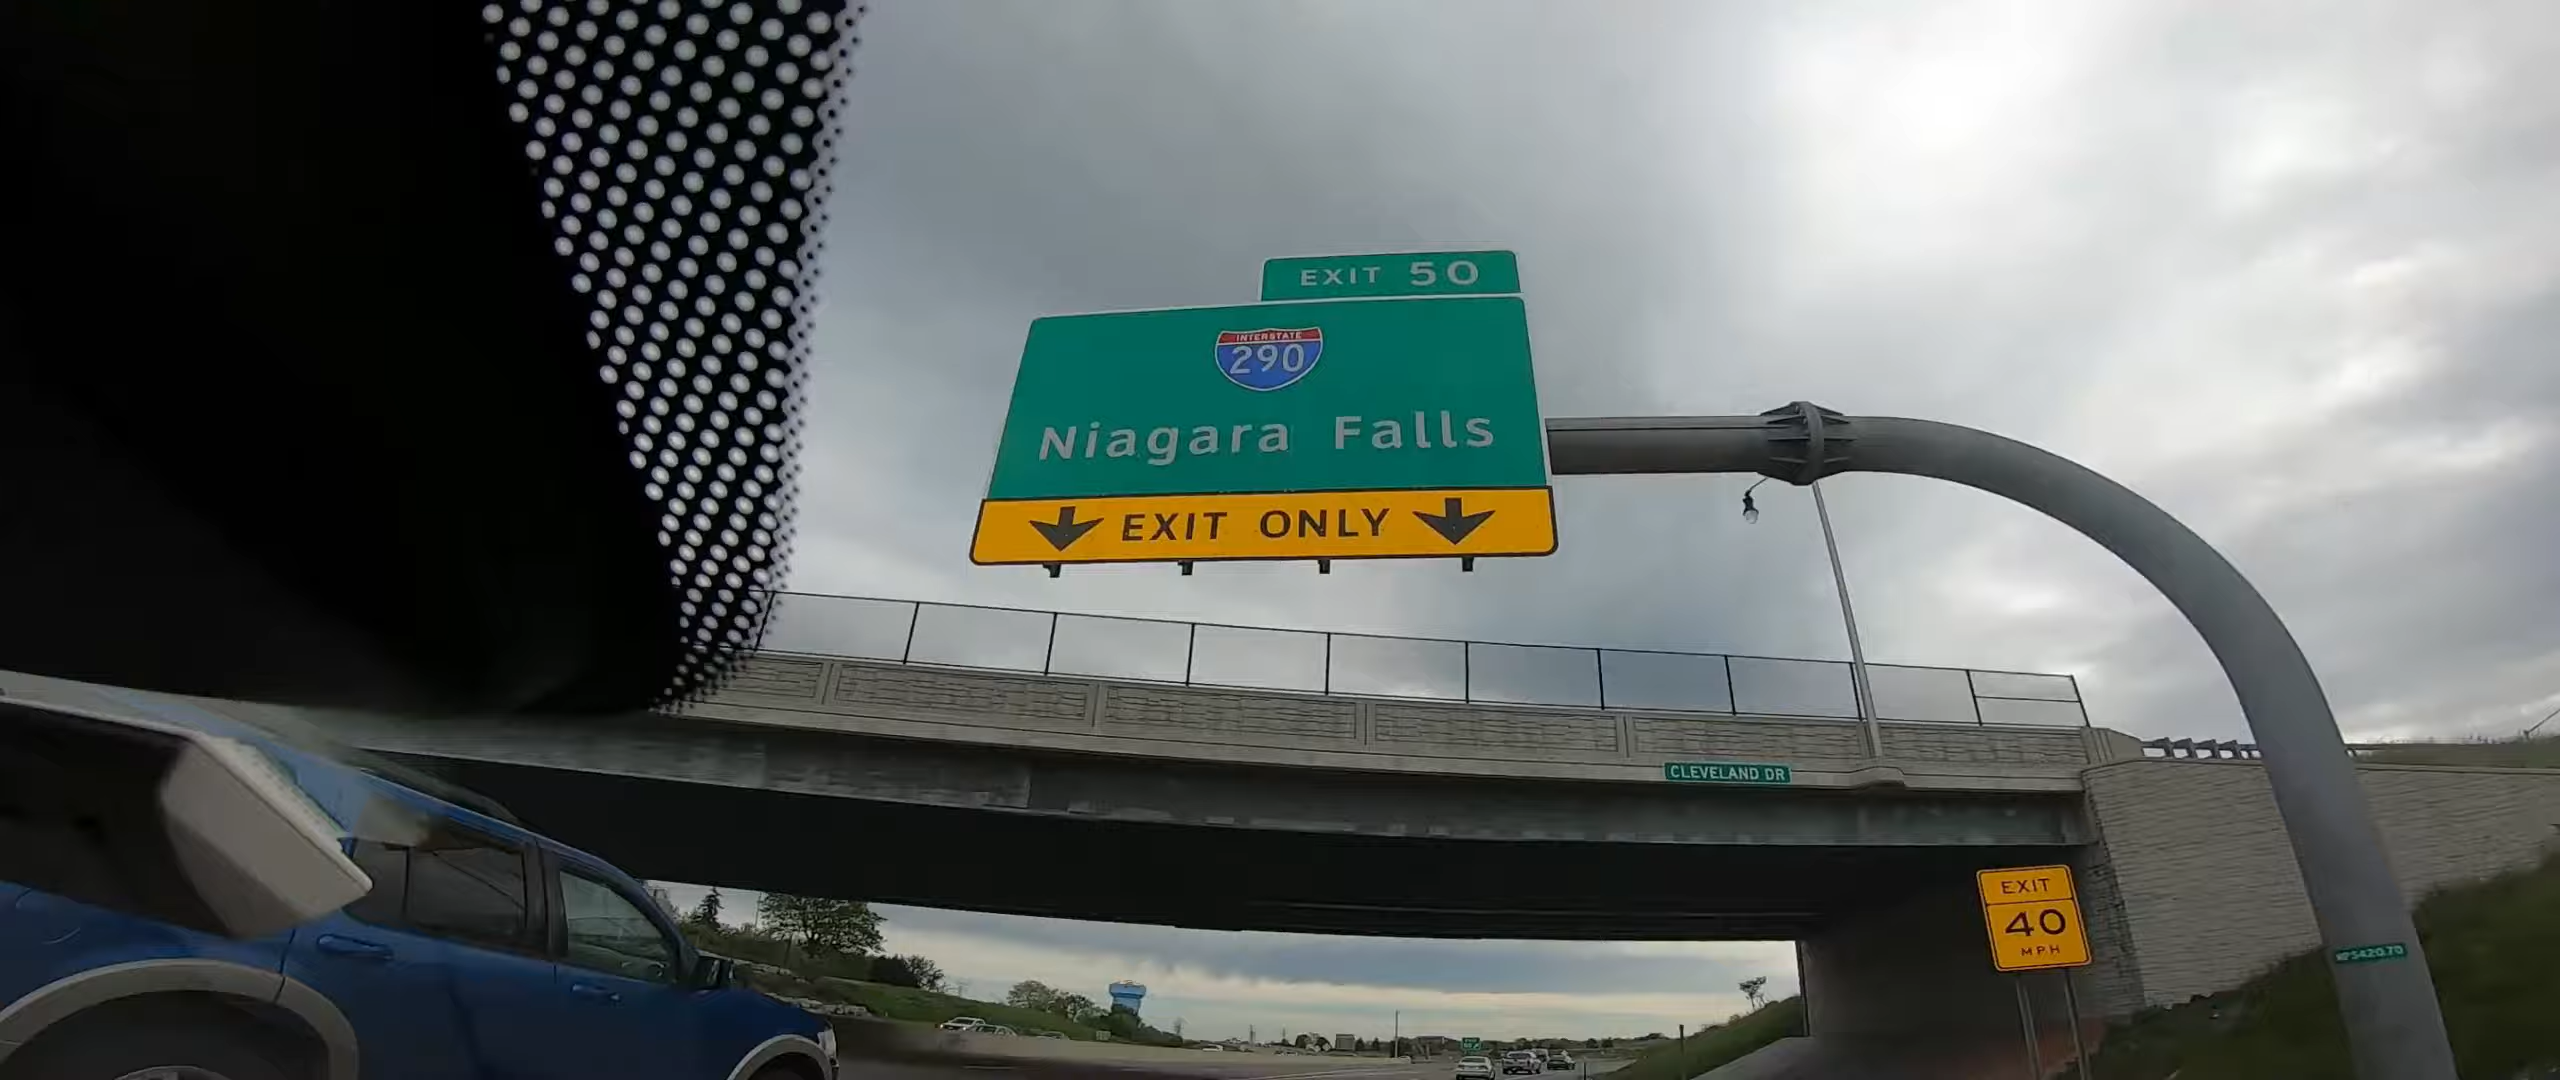 EXIT 50
INTERSTATE
290
Niagara Falls
EXIT ONLY
CLEVELAND DR
EXIT
40
MPH